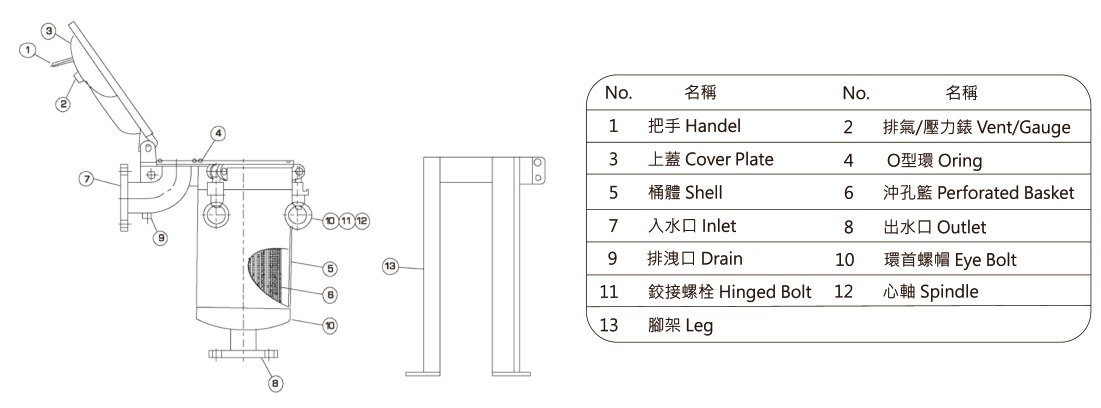 3
1
2
4
7
9
10 11 12
5
6
10
8
13
No. 名稱 No. 名稱
1 把手 Handel 2 排氣/壓力錶 Vent/Gauge
3 上蓋 Cover Plate 4 O型環 Oring
5 桶體 Shell 6 沖孔籃 Perforated Basket
7 入水口 Inlet 8 出水口 Outlet
9 排洩口 Drain 10 環首螺帽 Eye Bolt
11 鉸接螺栓 Hinged Bolt 12 心軸 Spindle
13 腳架 Leg